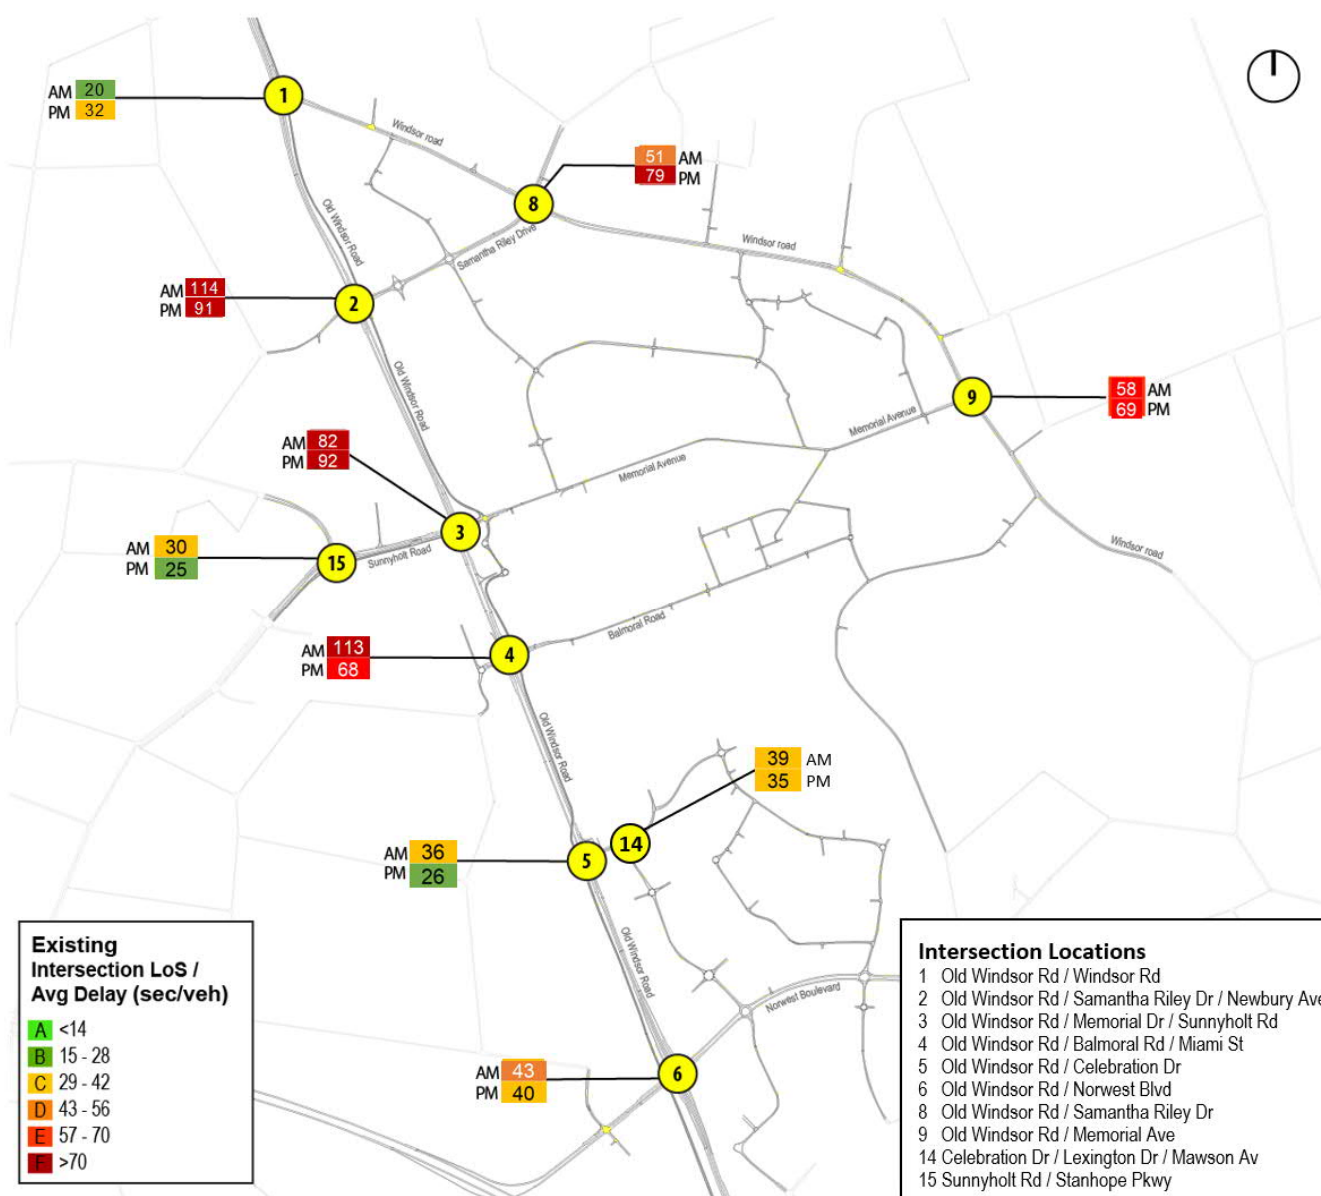 1
AM 20
PM 32
Windsor road
51 AM
79 PM
8
Old Windsor Road
Samantha Riley Drive
Windsor road
AM 114
PM 91
2
Old Windsor Road
58 AM
69 PM
9
Memorial Avenue
AM 82
PM 92
Memorial Avenue
3
AM 30
PM 25
15
Sunnyholt Road
Windsor road
Balmoral Road
AM 113
PM 68
4
Old Windsor Road
39 AM
35 PM
14
AM 36
PM 26
5
Old Windsor Road
Norwest Boulevard
AM 43
PM 40
6
Existing
Intersection LoS /
Avg Delay (sec/veh)
A <14
B 15 - 28
C 29 - 42
D 43 - 56
E 57 - 70
F >70
Intersection Locations
1 Old Windsor Rd / Windsor Rd
2 Old Windsor Rd / Samantha Riley Dr / Newbury Ave
3 Old Windsor Rd / Memorial Dr / Sunnyholt Rd
4 Old Windsor Rd / Balmoral Rd / Miami St
5 Old Windsor Rd / Celebration Dr
6 Old Windsor Rd / Norwest Blvd
8 Old Windsor Rd / Samantha Riley Dr
9 Old Windsor Rd / Memorial Ave
14 Celebration Dr / Lexington Dr / Mawson Av
15 Sunnyholt Rd / Stanhope Pkwy